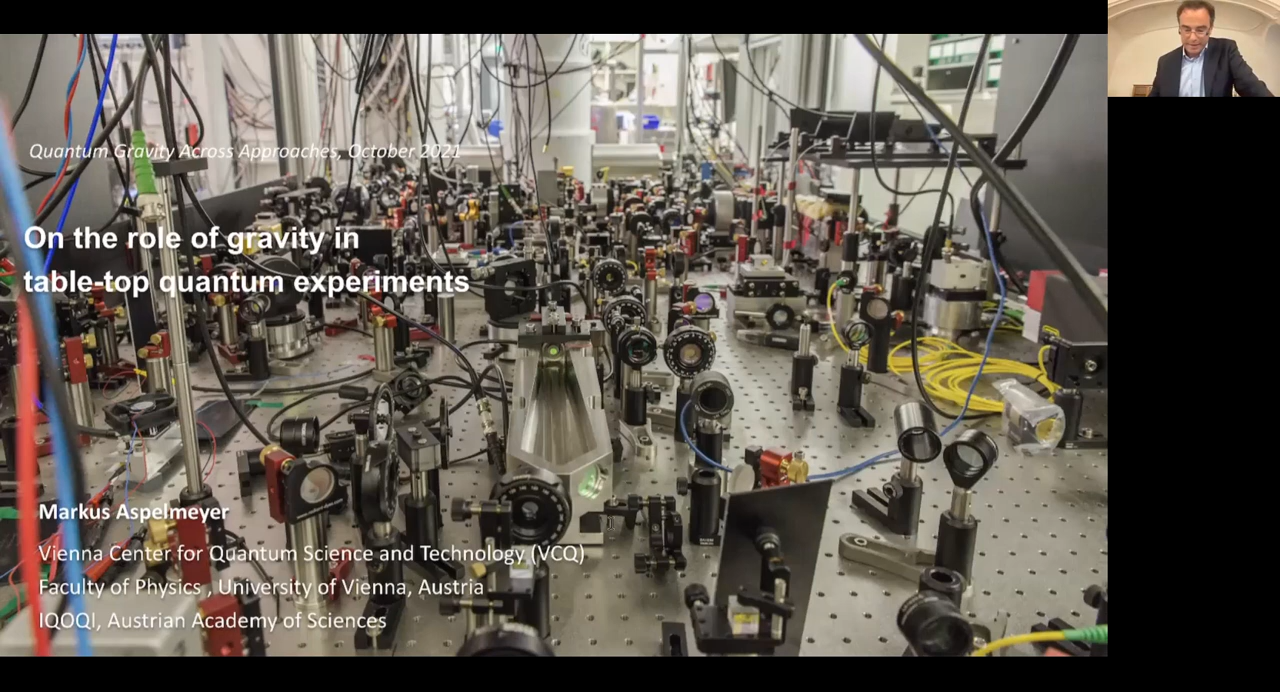 Quantum Gravity Across Approaches, October 2021
On the role of gravity in
table-top quantum experiments
Markus Aspelmeyer
Vienna Center for Quantum Science and Technology (VCQ)
Faculty of Physics , University of Vienna, Austria
IQOQI, Austrian Academy of Sciences